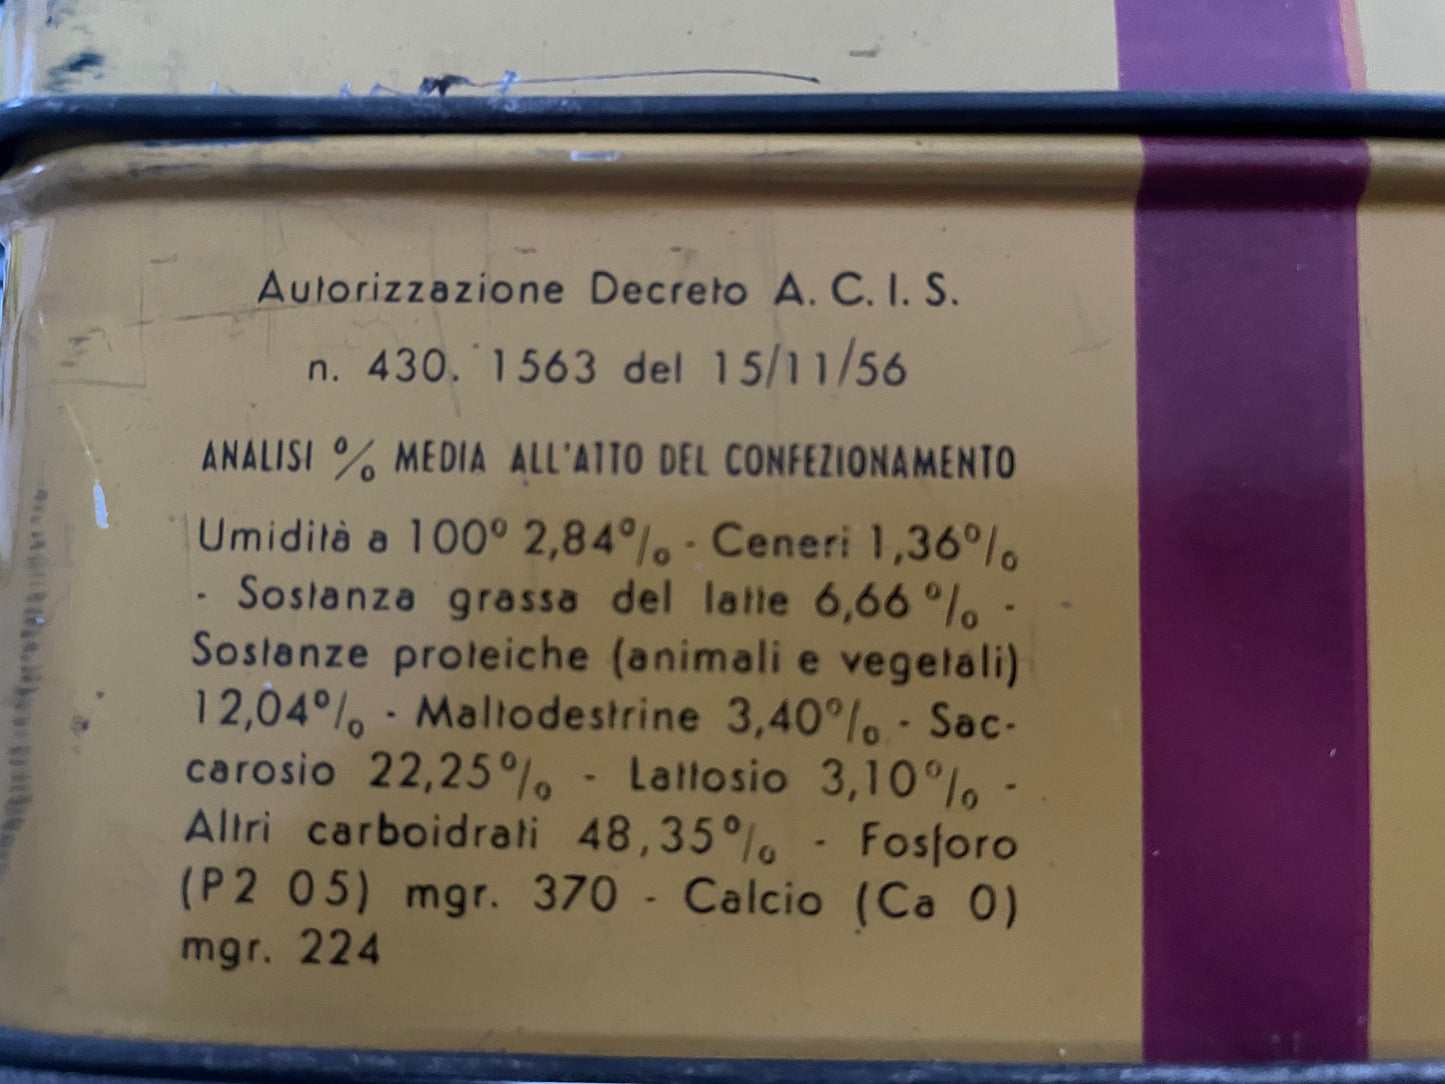 Autorizzazione Decreto A. C. I. S.
n. 430. 1563 del 15/11/56
ANALISI % MEDIA ALL'ATTO DEL CONFEZIONAMENTO
Umidità a 100° 2,84% - Ceneri 1,36%
- Sostanza grassa del latte 6,66% -
Sostanze proteiche (animali e vegetali)
12,04% - Maltodestrine 3,40% - Sac-
carosio 22,25% - Lattosio 3,10% -
Altri carboidrati 48,35% - Fosforo
(P2 05) mgr. 370 - Calcio (Ca 0)
mgr. 224